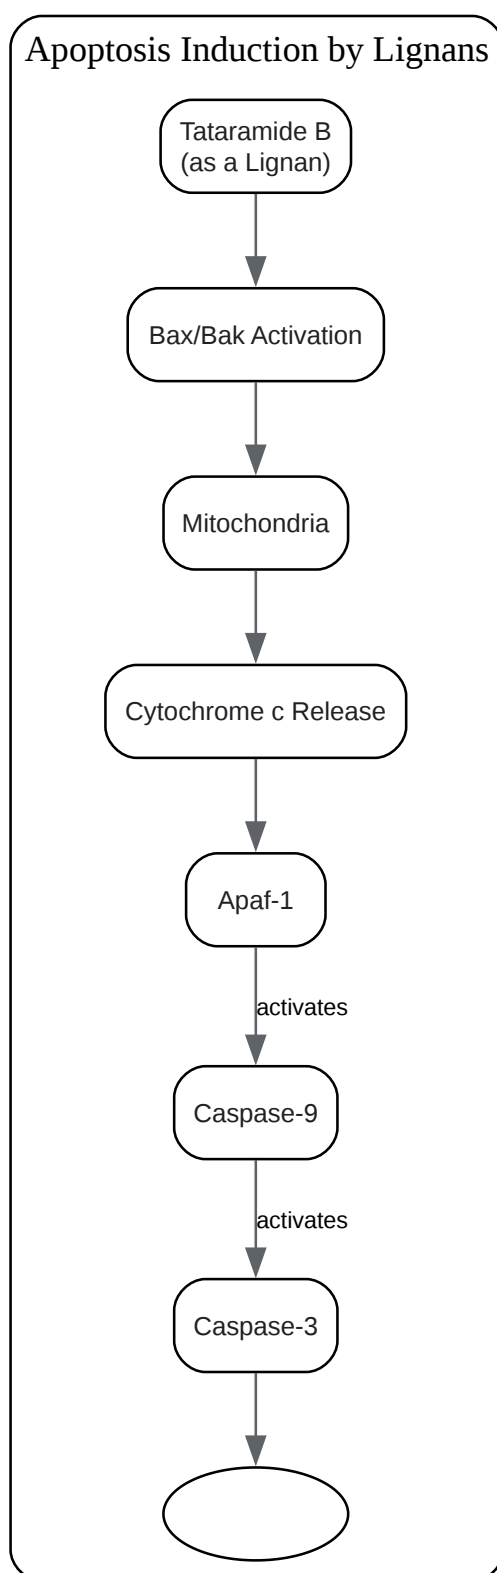 Apoptosis Induction by Lignans
Tataramide B
(as a Lignan)
Bax/Bak Activation
Mitochondria
Cytochrome c Release
Apaf-1
activates
Caspase-9
activates
Caspase-3